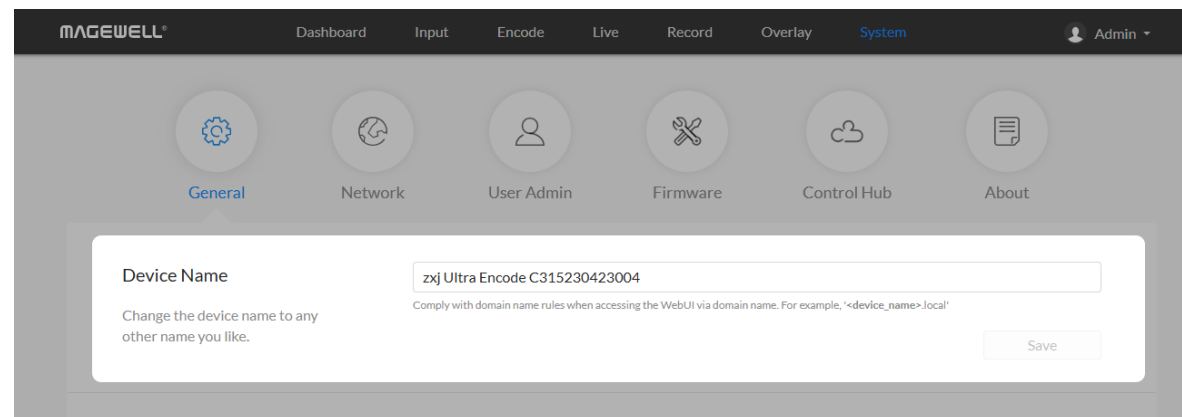 MAGEWELL®
Dashboard Input Encode Live Record Overlay System Admin
General Network User Admin Firmware Control Hub About
Device Name
zxj Ultra Encode C315230423004
Comply with domain name rules when accessing the WebUI via domain name. For example, '<device_name>.local'
Change the device name to any
other name you like.
Save